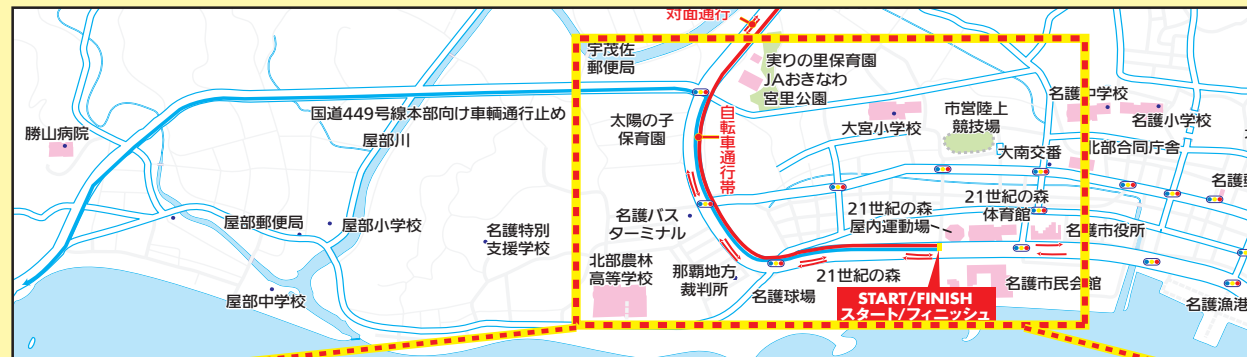 対面通行
宇茂佐
郵便局
実りの里保育園
JAおきなわ
宮里公園
国道449号線本部向け車輌通行止め
屋部川
勝山病院
太陽の子
保育園
自転車通行帯
大宮小学校
市営陸上
競技場
名護中学校
名護小学校
大南交番
北部合同庁舎
屋部郵便局
屋部小学校
名護特別
支援学校
名護バス
ターミナル
21世紀の森
屋内運動場
21世紀の森
体育館
名護市役所
北部農林
高等学校
那覇地方
裁判所
21世紀の森
名護球場
名護市民会館
屋部中学校
START/FINISH
スタート/フィニッシュ
名護漁港